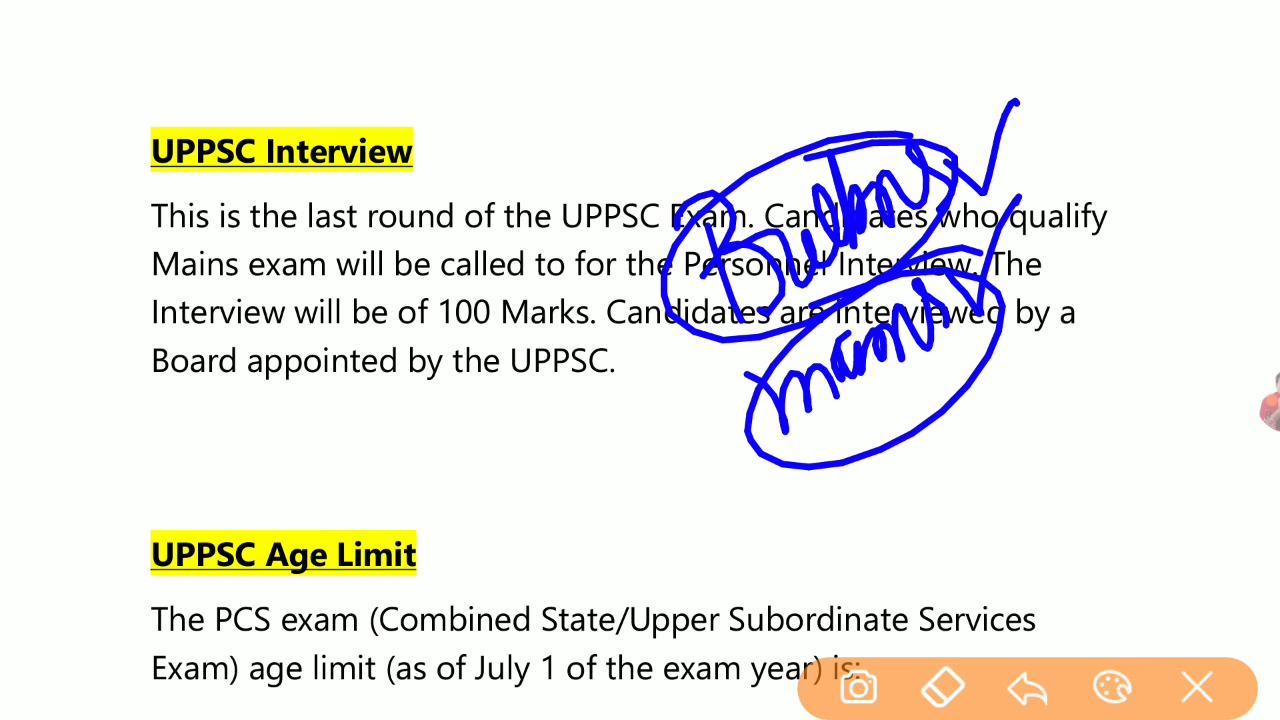 UPPSC Interview
This is the last round of the UPPSC Exam. Candidates who qualify
Mains exam will be called to for the Personnel Interview. The
Interview will be of 100 Marks. Candidates are interviewed by a
Board appointed by the UPPSC.
UPPSC Age Limit
The PCS exam (Combined State/Upper Subordinate Services
Exam) age limit (as of July 1 of the exam year) is: